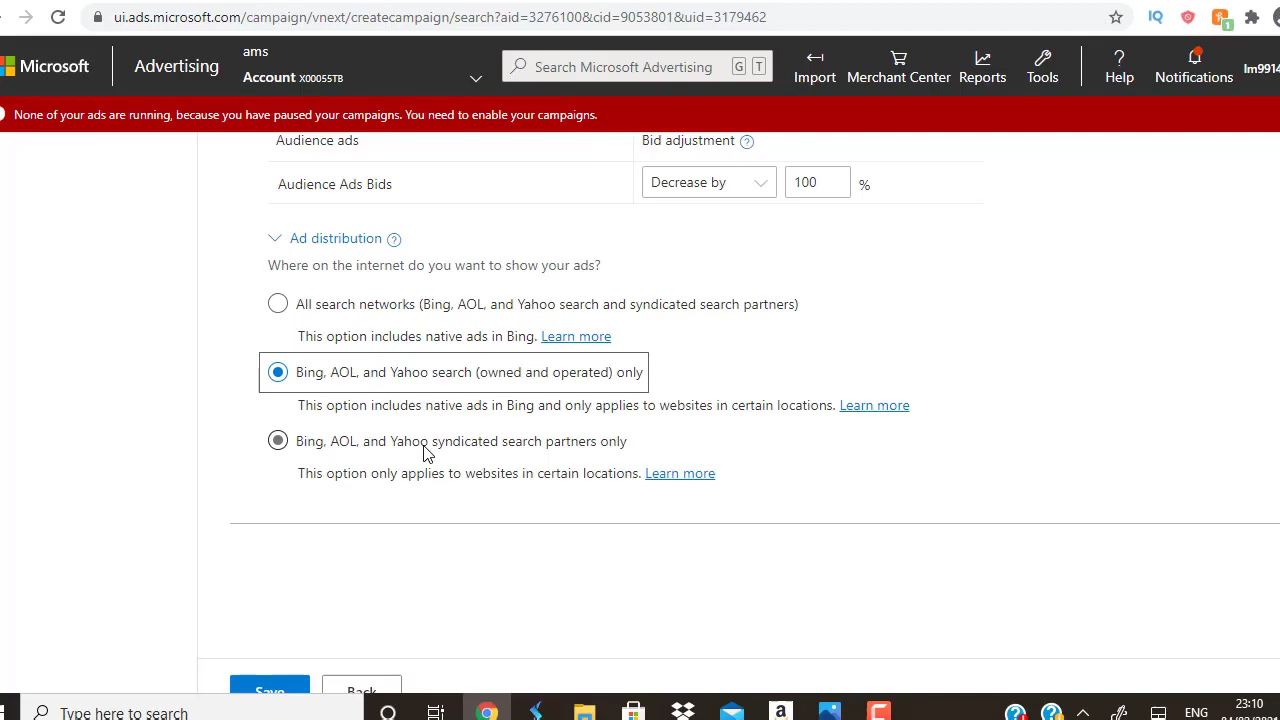 ui.ads.microsoft.com/campaign/vnext/createcampaign/search?aid=3276100&cid=9053801&uid=3179462
IQ
1
Microsoft
Advertising
ams
Account X00055TB
Search Microsoft Advertising G T
Import
Merchant Center
Reports
Tools
Help
Notifications
lm9914
None of your ads are running, because you have paused your campaigns. You need to enable your campaigns.
Audience ads
Bid adjustment ?
Audience Ads Bids
Decrease by
100
%
Ad distribution ?
Where on the internet do you want to show your ads?
All search networks (Bing, AOL, and Yahoo search and syndicated search partners)
This option includes native ads in Bing. Learn more
Bing, AOL, and Yahoo search (owned and operated) only
This option includes native ads in Bing and only applies to websites in certain locations. Learn more
Bing, AOL, and Yahoo syndicated search partners only
This option only applies to websites in certain locations. Learn more
Save
Back
Type here to search
ENG
23:10